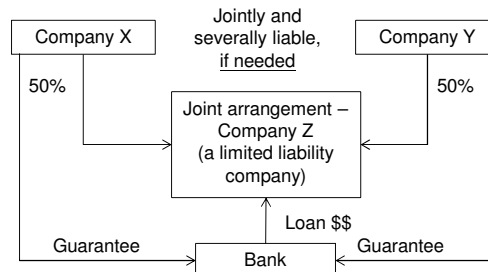 Jointly and
severally liable,
if needed
Company X
Company Y
50%
50%
Joint arrangement –
Company Z
(a limited liability
company)
Loan $$
Guarantee
Guarantee
Bank